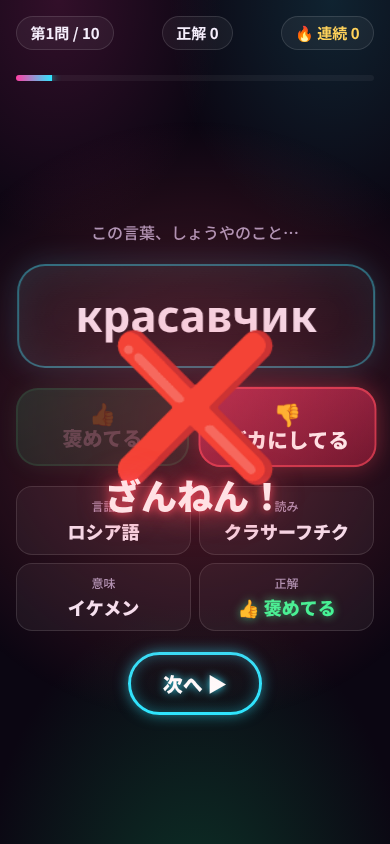 第1問 / 10
正解 0
🔥 連続 0
この言葉、しょうやのこと…
красавчик
👍
褒めてる
👎
カにしてる
ざんねん！
ロシア語
読み
クラサーフチク
意味
イケメン
正解
👍 褒めてる
次へ ▶